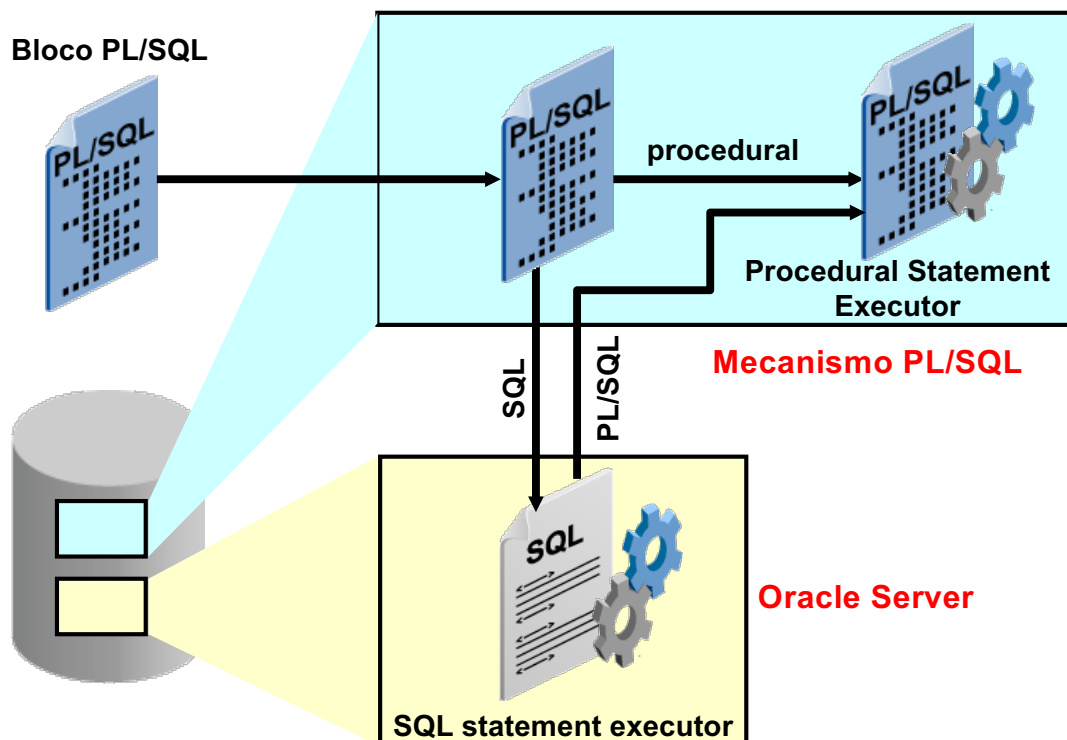 Bloco PL/SQL
PL/SQL
PL/SQL
procedural
PL/SQL
Procedural Statement
Executor
Mecanismo PL/SQL
SQL
PL/SQL
SQL
Oracle Server
SQL statement executor